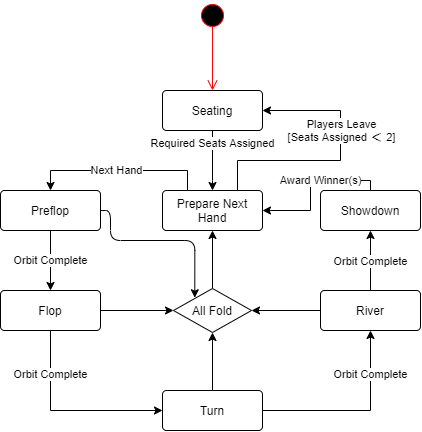 Seating
Players Leave
[Seats Assigned < 2]
Required Seats Assigned
Next Hand
Award Winner(s)
Preflop
Prepare Next
Hand
Showdown
Orbit Complete
Orbit Complete
Flop
All Fold
River
Orbit Complete
Orbit Complete
Turn